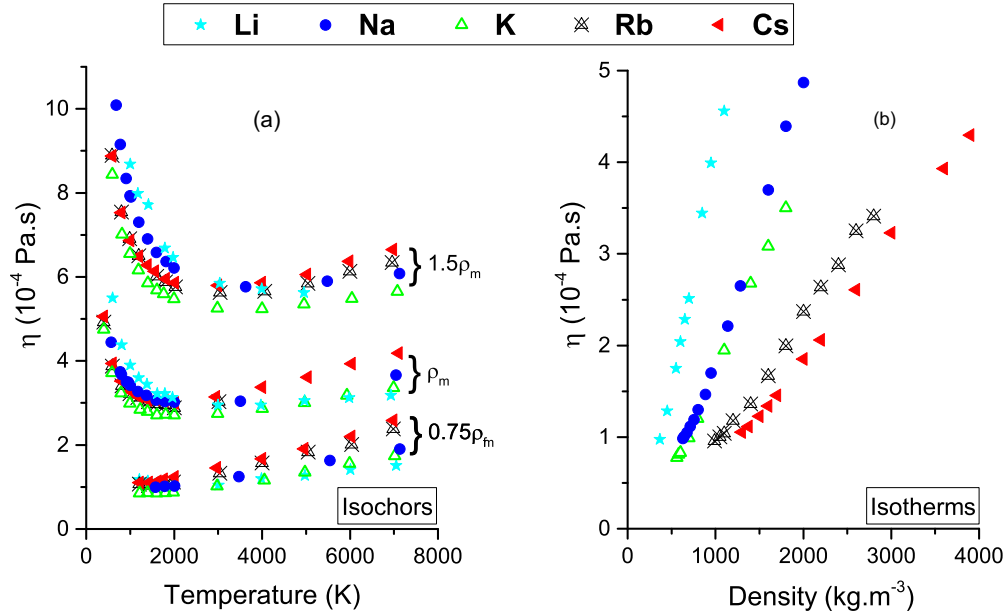 Li Na K Rb Cs
(a)
10
8
6
4
2
0
η (10⁻⁴ Pa.s)
1.5ρm
ρm
0.75ρm
Isochors
0 2000 4000 6000 8000
Temperature (K)
(b)
5
4
3
2
1
0
η (10⁻⁴ Pa.s)
Isotherms
0 1000 2000 3000 4000
Density (kg.m⁻³)